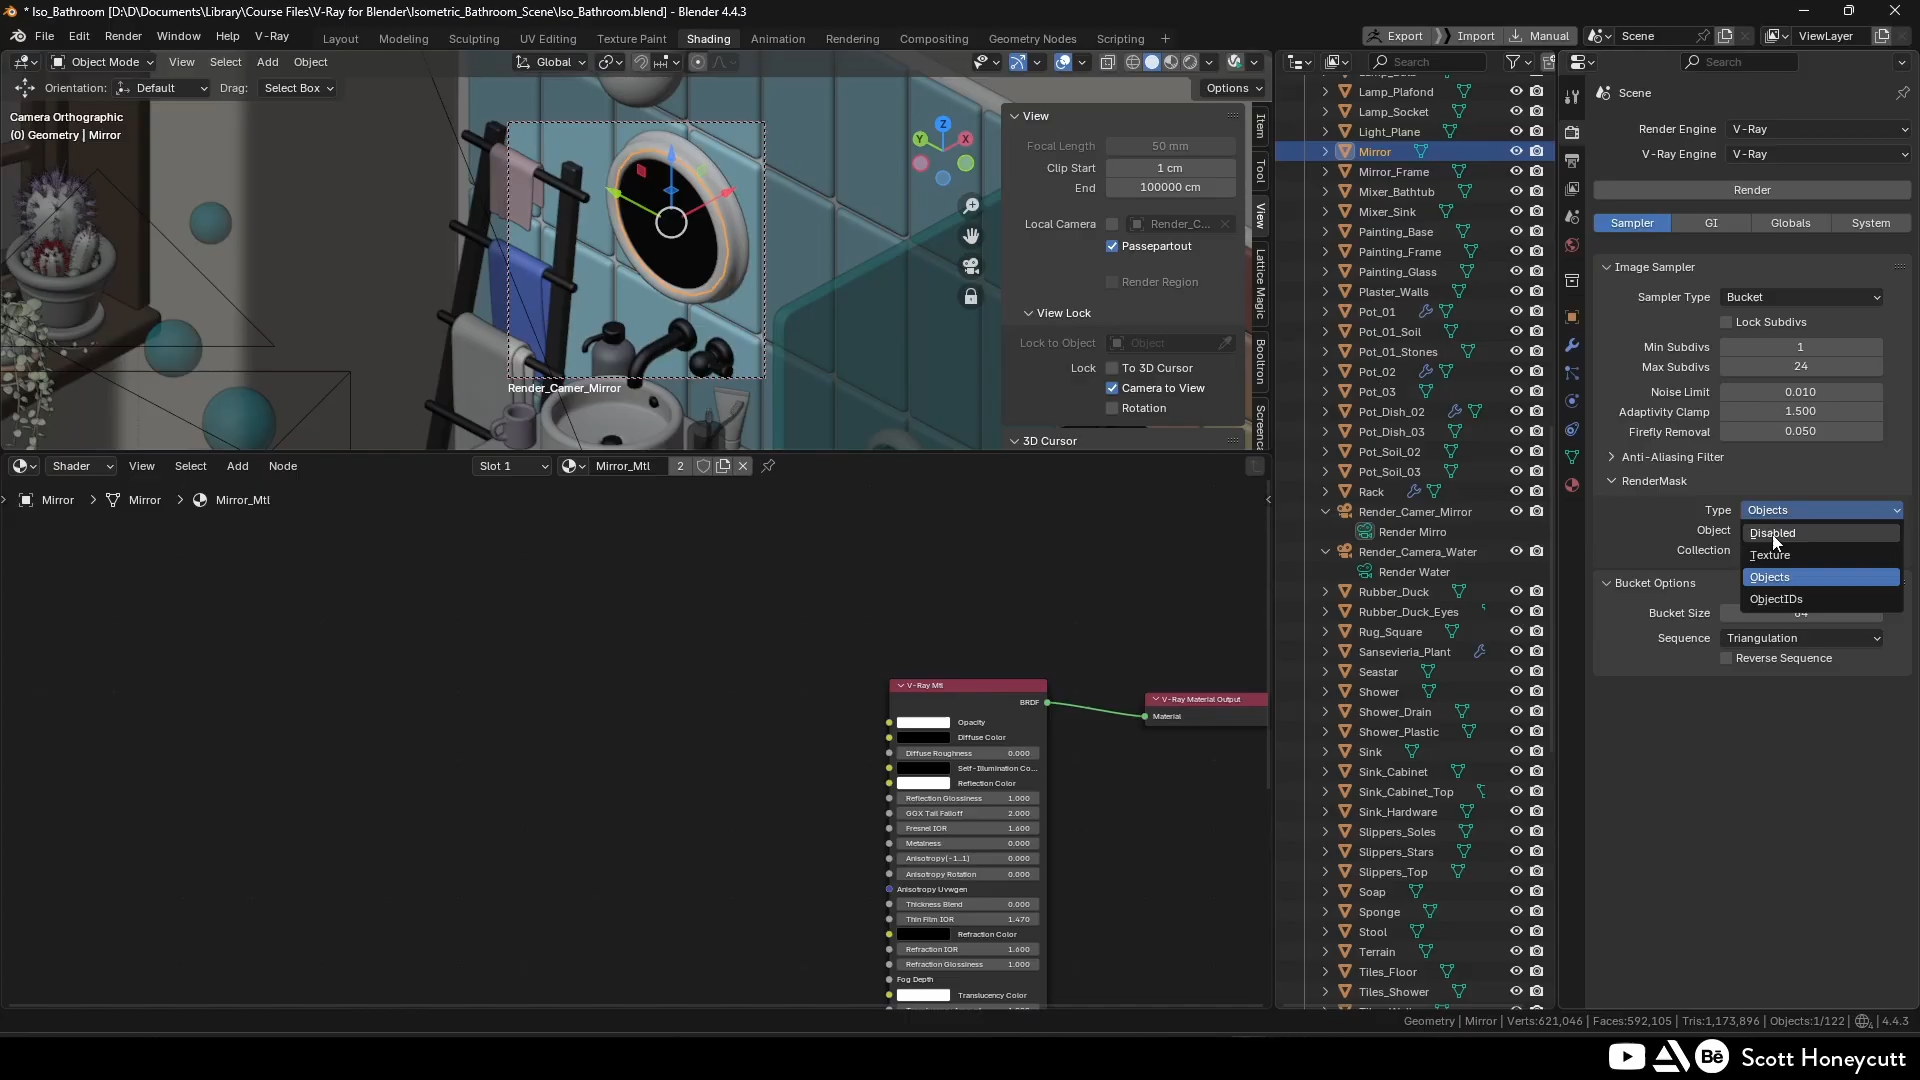 * Iso_Bathroom [D:\D\Documents\Library\Course Files\V-Ray for Blender\Isometric_Bathroom_Scene\Iso_Bathroom.blend] - Blender 4.4.3
File Edit Render Window Help V-Ray
Layout Modeling Sculpting UV Editing Texture Paint Shading Animation Rendering Compositing Geometry Nodes Scripting +
Export Import Manual Scene ViewLayer
Object Mode View Select Add Object Global
Orientation: Default Drag: Select Box Options
Camera Orthographic
(0) Geometry | Mirror
Z
Y
X
Render_Camer_Mirror
View
Focal Length 50 mm
Clip Start 1 cm
End 100000 cm
Local Camera Render_C...
Passepartout
Render Region
View Lock
Lock to Object Object
Lock To 3D Cursor
Camera to View
Rotation
3D Cursor
Item
Tool
View
Lattice Magic
Booltron
Screenca
Shader View Select Add Node Slot 1 Mirror_Mtl 2
Mirror > Mirror > Mirror_Mtl
V-Ray Mtl
BRDF
Opacity
Diffuse Color
Diffuse Roughness 0.000
Self-Illumination Co...
Reflection Color
Reflection Glossiness 1.000
GGX Tail Falloff 2.000
Fresnel IOR 1.600
Metalness 0.000
Anisotropy(-1...1) 0.000
Anisotropy Rotation 0.000
Anisotropy Uvwgen
Thickness Blend 0.000
Thin Film IOR 1.470
Refraction Color
Refraction IOR 1.600
Refraction Glossiness 1.000
Fog Depth
Translucency Color
V-Ray Material Output
Material
Search
Lamp_Plafond
Lamp_Socket
Light_Plane
Mirror
Mirror_Frame
Mixer_Bathtub
Mixer_Sink
Painting_Base
Painting_Frame
Painting_Glass
Plaster_Walls
Pot_01
Pot_01_Soil
Pot_01_Stones
Pot_02
Pot_03
Pot_Dish_02
Pot_Dish_03
Pot_Soil_02
Pot_Soil_03
Rack
Render_Camer_Mirror
Render Mirro
Render_Camera_Water
Render Water
Rubber_Duck
Rubber_Duck_Eyes
Rug_Square
Sansevieria_Plant
Seastar
Shower
Shower_Drain
Shower_Plastic
Sink
Sink_Cabinet
Sink_Cabinet_Top
Sink_Hardware
Slippers_Soles
Slippers_Stars
Slippers_Top
Soap
Sponge
Stool
Terrain
Tiles_Floor
Tiles_Shower
Search
Scene
Render Engine V-Ray
V-Ray Engine V-Ray
Render
Sampler GI Globals System
Image Sampler
Sampler Type Bucket
Lock Subdivs
Min Subdivs 1
Max Subdivs 24
Noise Limit 0.010
Adaptivity Clamp 1.500
Firefly Removal 0.050
Anti-Aliasing Filter
RenderMask
Type Objects
Object
Collection
Disabled
Texture
Objects
ObjectIDs
Bucket Options
Bucket Size
Sequence Triangulation
Reverse Sequence
Geometry | Mirror | Verts:621,046 | Faces:592,105 | Tris:1,173,896 | Objects:1/122 | 4.4.3
Bē Scott Honeycutt